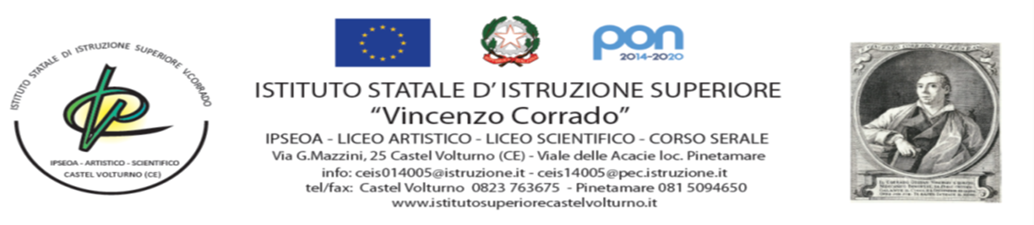 ISTITUTO STATALE DI ISTRUZIONE SUPERIORE V.CORRADO
IPSEOA - ARTISTICO - SCIENTIFICO
CASTEL VOLTURNO (CE)
pon
2014-2020
ISTITUTO STATALE D' ISTRUZIONE SUPERIORE
“Vincenzo Corrado”
IPSEOA - LICEO ARTISTICO - LICEO SCIENTIFICO - CORSO SERALE
Via G.Mazzini, 25 Castel Volturno (CE) - Viale delle Acacie loc. Pinetamare
info: ceis014005@istruzione.it - ceis14005@pec.istruzione.it
tel/fax: Castel Volturno 0823 763675 - Pinetamare 081 5094650
www.istitutosuperiorecastelvolturno.it